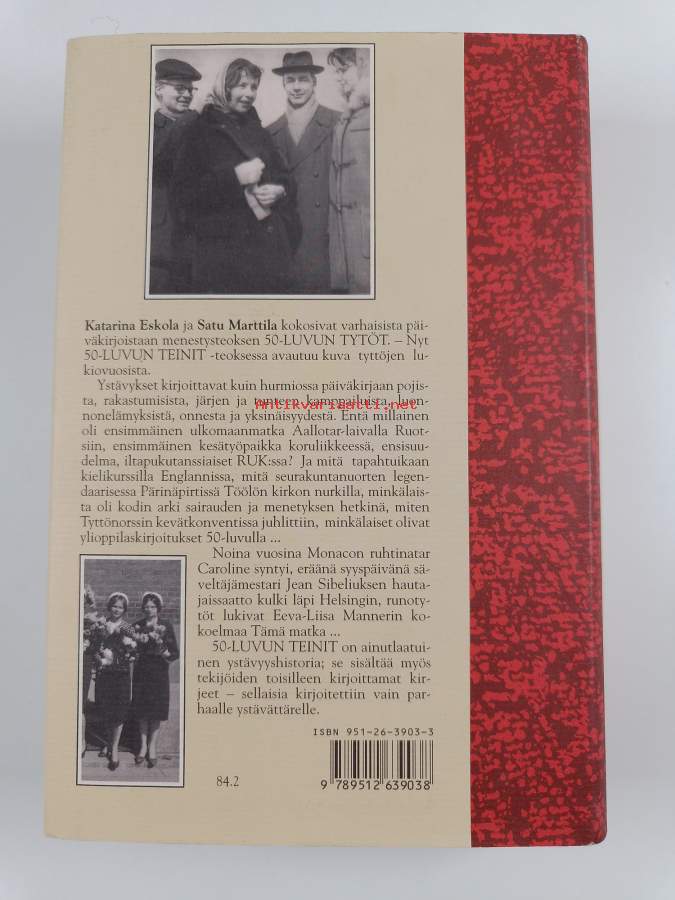 Katarina Eskola ja Satu Marttila kokosivat varhaisista päi-
väkirjoistaan menestysteoksen 50-LUVUN TYTÖT. – Nyt
50-LUVUN TEINIT -teoksessa avautuu kuva tyttöjen lu-
kiovuosista.
Ystävykset kirjoittavat kuin hurmiossa päiväkirjaan pojis-
ta, rakastumisista, järjen ja tunteen kamppailuista, luon-
Antikvariaatti.net
nonelämyksistä, onnesta ja yksinäisyydestä. Entä millainen
oli ensimmäinen ulkomaanmatka Aallotar-laivalla Ruot-
siin, ensimmäinen kesätyöpaikka koruliikkeessä, ensisuu-
delma, iltapukutanssiaiset RUK:ssa? Ja mitä tapahtuikaan
kielikurssilla Englannissa, mitä seurakuntanuorten legen-
daarisessa Pärinäpirtissä Töölön kirkon nurkilla, minkälais-
ta oli kodin arki sairauden ja menetyksen hetkinä, miten
Tyttönorssin kevätkonventissa juhlittiin, minkälaiset olivat
ylioppilaskirjoitukset 50-luvulla ...
Noina vuosina Monacon ruhtinatar
Caroline syntyi, eräänä syyspäivänä sä-
veltäjämestari Jean Sibeliuksen hauta-
jaissaatto kulki läpi Helsingin, runoty-
töt lukivat Eeva-Liisa Mannerin ko-
koelmaa Tämä matka ...
50-LUVUN TEINIT on ainutlaatui-
nen ystävyyshistoria; se sisältää myös
tekijöiden toisilleen kirjoittamat kir-
jeet – sellaisia kirjoitettiin vain par-
haalle ystävättärelle.
ISBN 951-26-3903-3
84.2
9 789512 639038